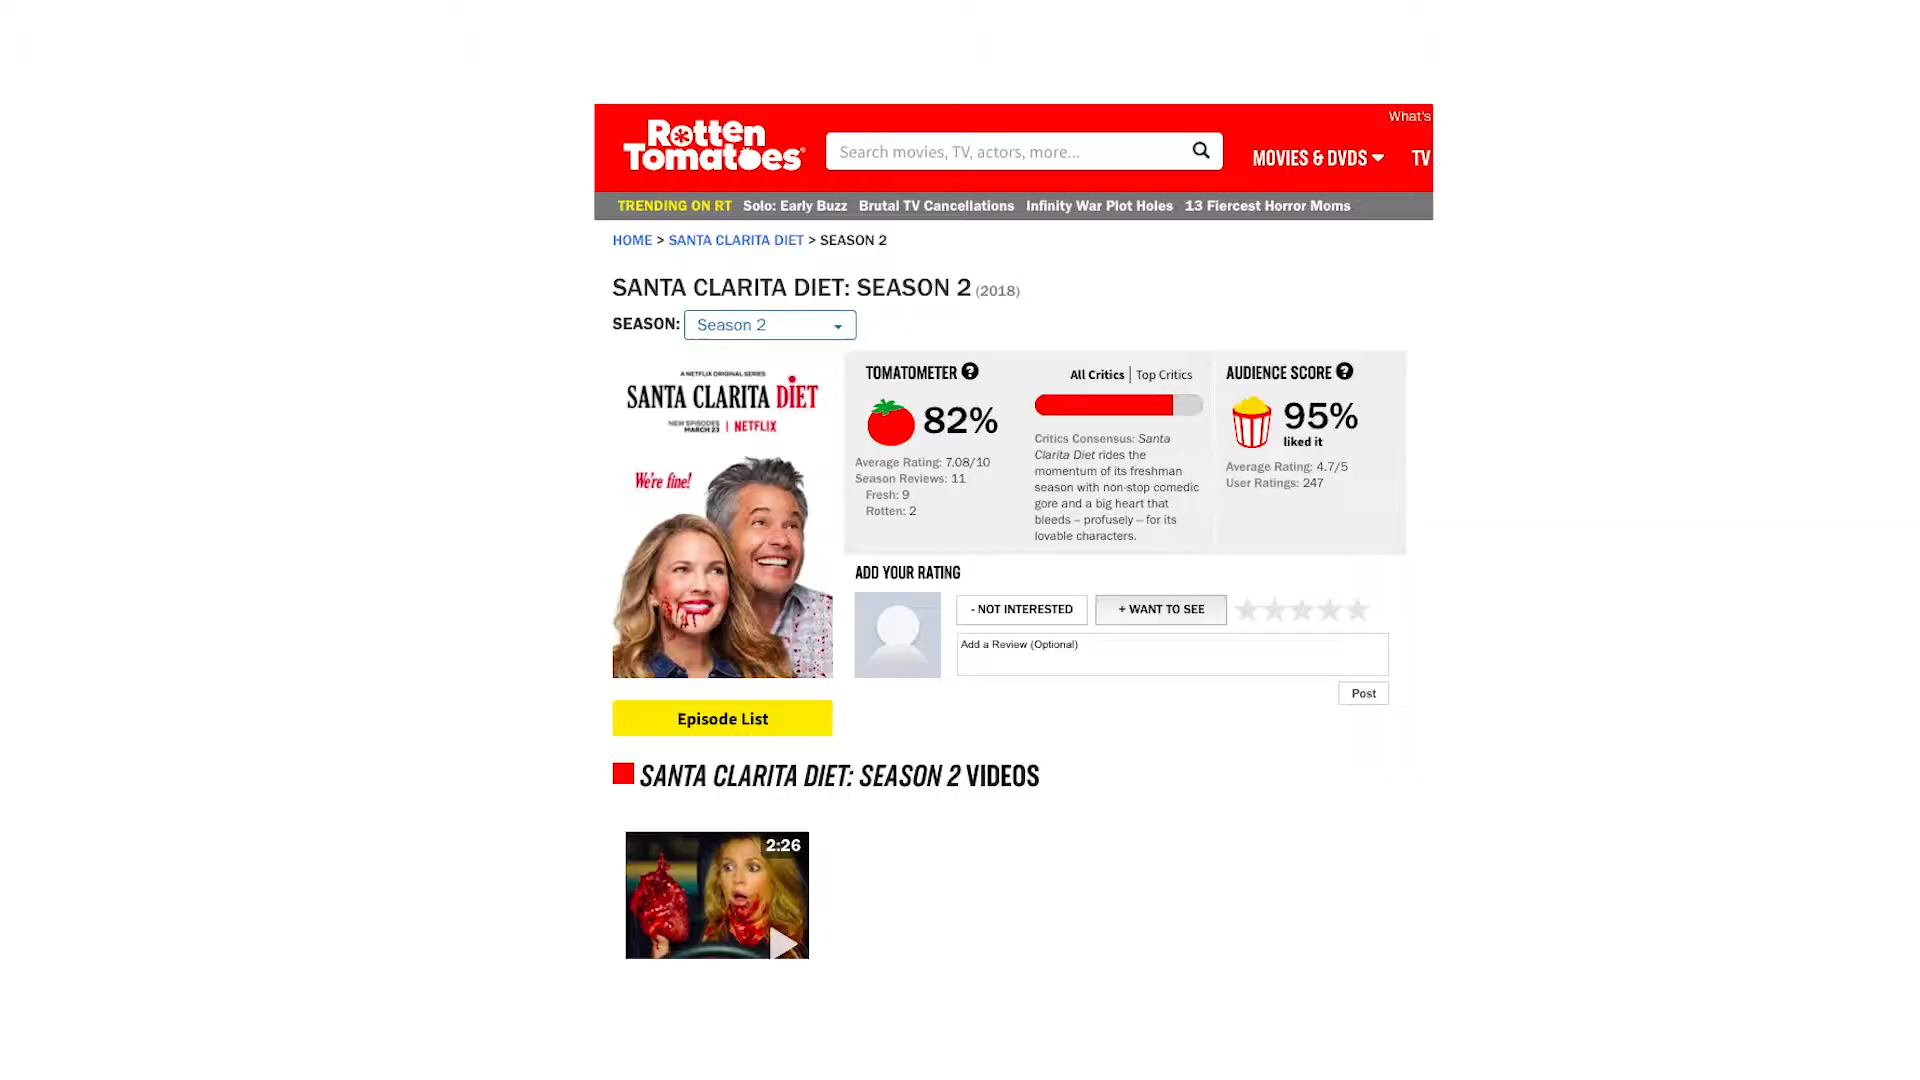 What's
Rotten
Tomatoes
Search movies, TV, actors, more...
MOVIES & DVDS
TV
TRENDING ON RT Solo: Early Buzz Brutal TV Cancellations Infinity War Plot Holes 13 Fiercest Horror Moms
HOME > SANTA CLARITA DIET > SEASON 2
SANTA CLARITA DIET: SEASON 2 (2018)
SEASON: Season 2
A NETFLIX ORIGINAL SERIES
SANTA CLARITA DIET
NEW EPISODES
MARCH 23 | NETFLIX
We're fine!
Episode List
TOMATOMETER ?
82%
Average Rating: 7.08/10
Season Reviews: 11
Fresh: 9
Rotten: 2
All Critics | Top Critics
Critics Consensus: Santa
Clarita Diet rides the
momentum of its freshman
season with non-stop comedic
gore and a big heart that
bleeds – profusely – for its
lovable characters.
AUDIENCE SCORE ?
95%
liked it
Average Rating: 4.7/5
User Ratings: 247
ADD YOUR RATING
- NOT INTERESTED
+ WANT TO SEE
Add a Review (Optional)
Post
SANTA CLARITA DIET: SEASON 2 VIDEOS
2:26